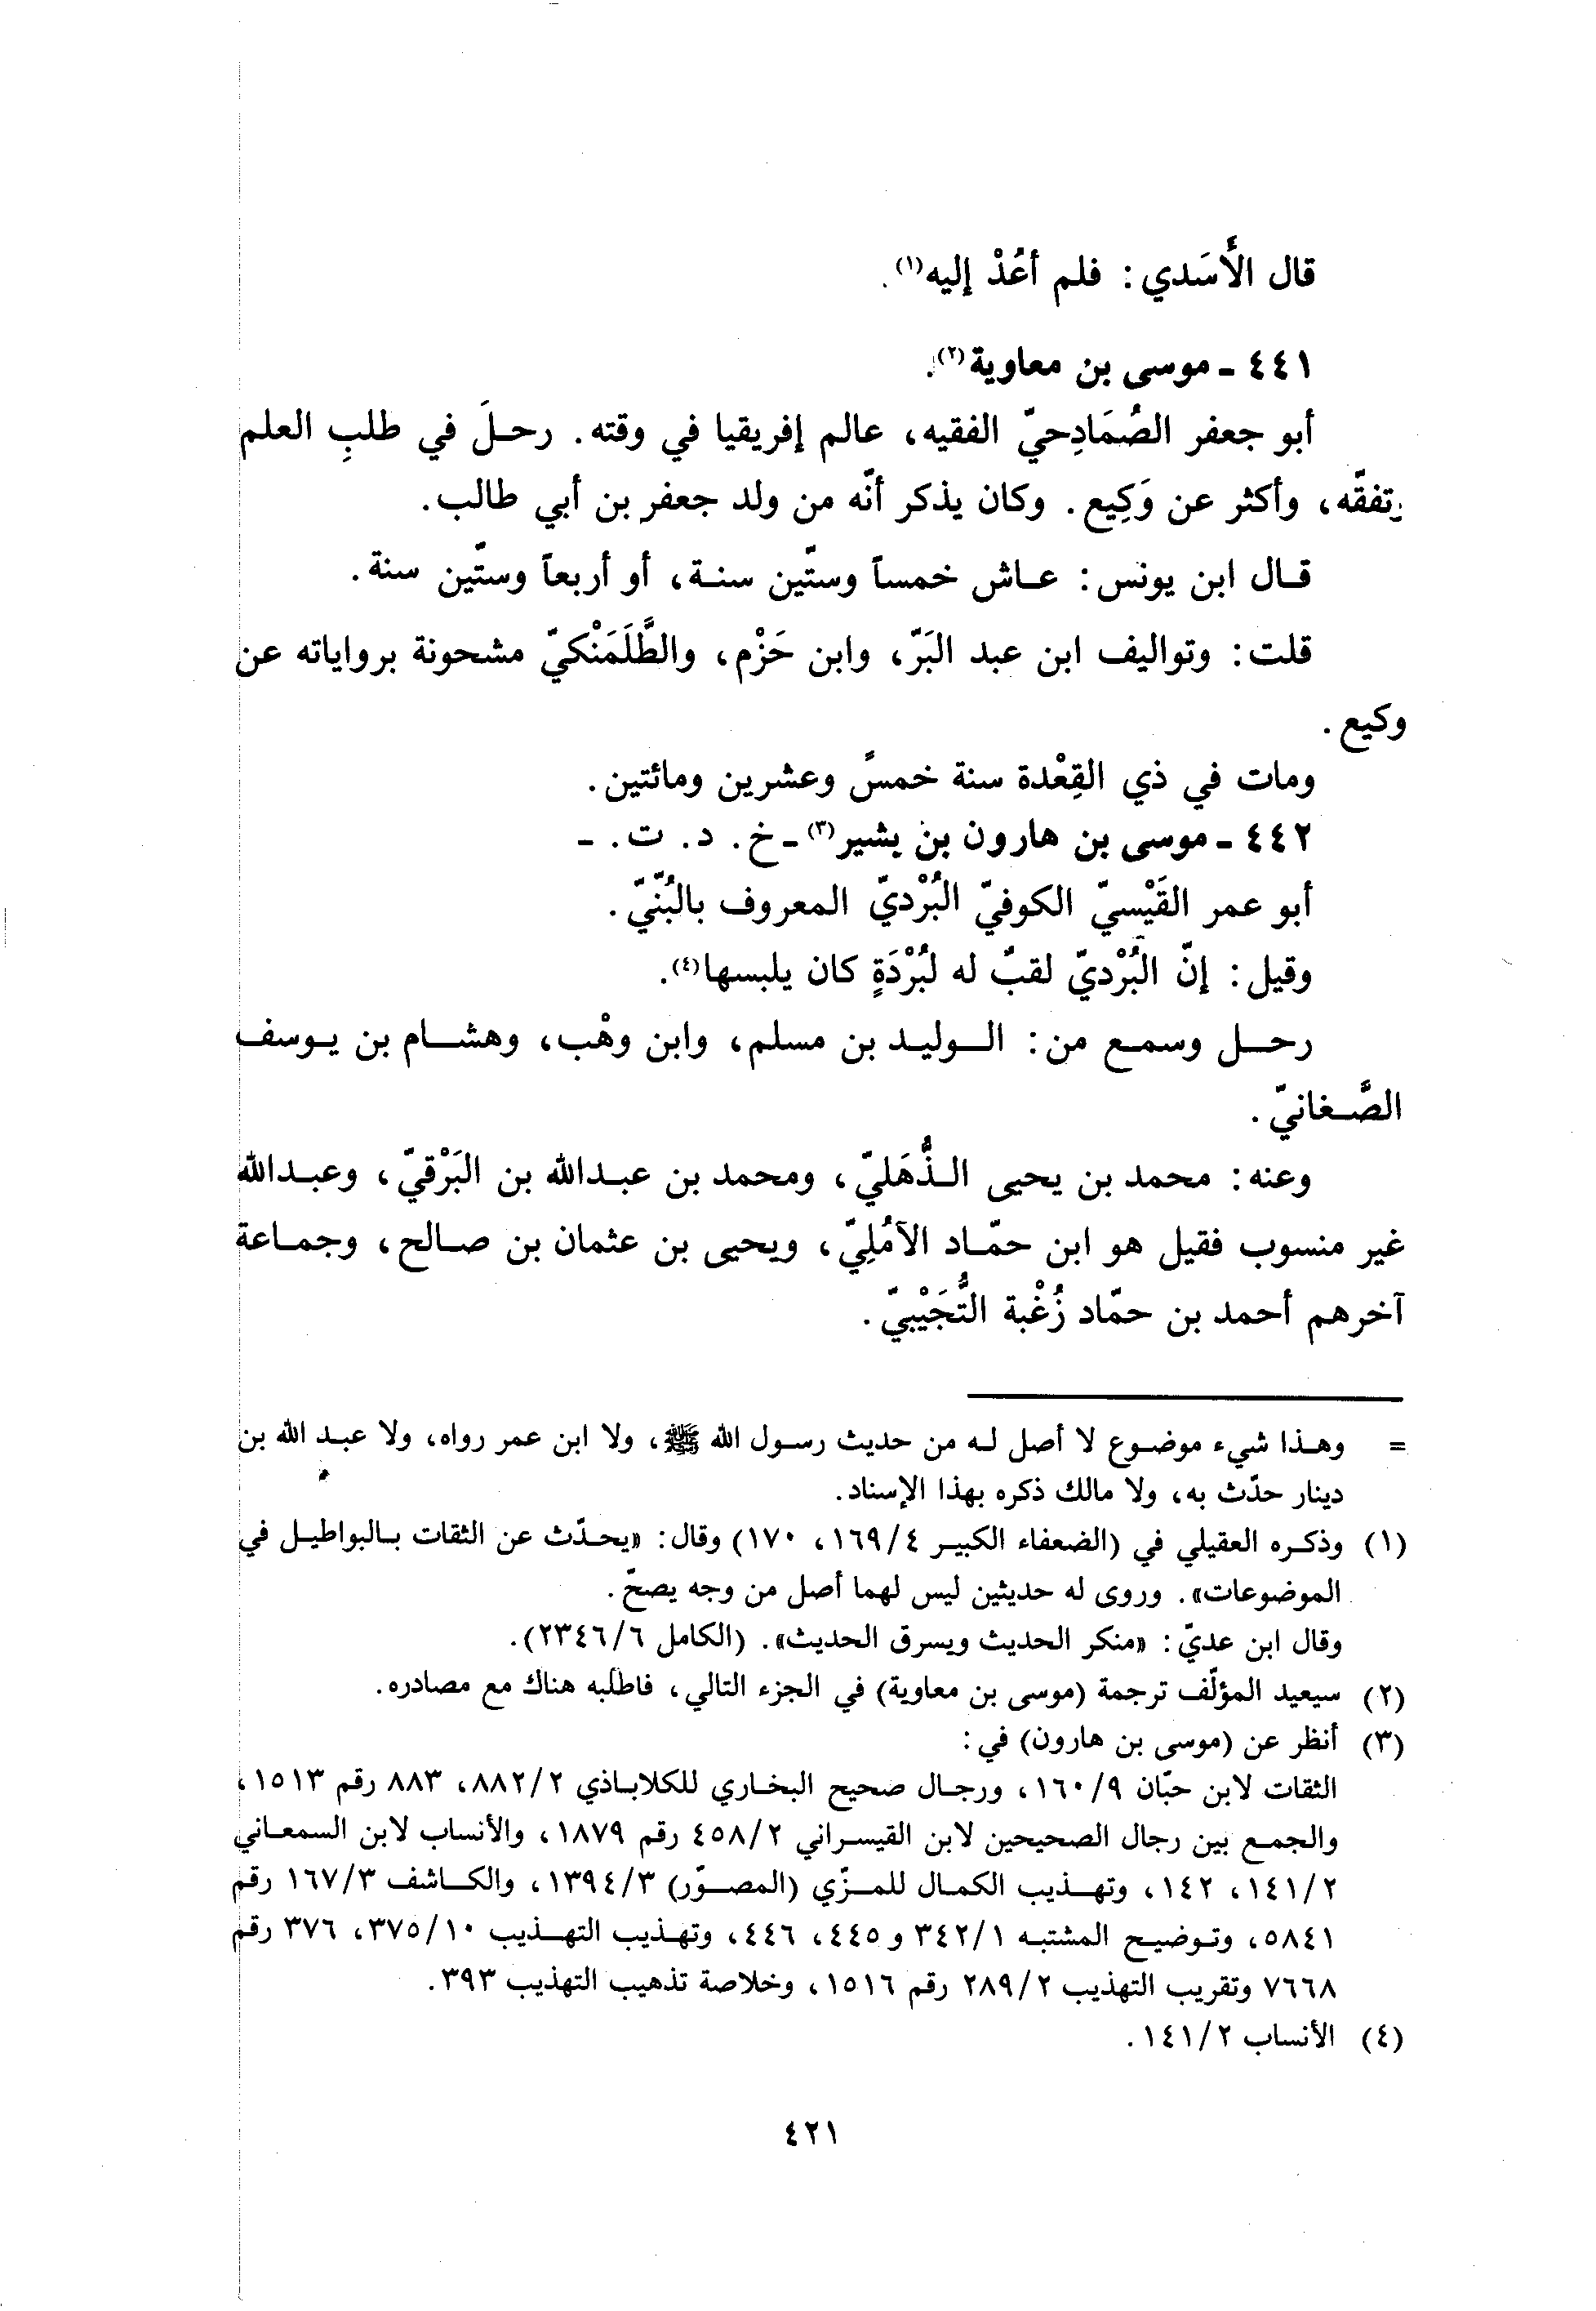 قال الأَسَدي: فلم أعُدْ إليه(١).
٤٤١ - موسى بن معاوية(٢).
أبو جعفر الصُمَادِحيّ الفقيه، عالم إفريقيا في وقته. رحلَ في طلبِ العلم
وتفقّه، وأكثر عن وَكِيع. وكان يذكر أنّه من ولد جعفر بن أبي طالب.
قال ابن يونس: عاش خمساً وستّين سنة، أو أربعاً وستّين سنة.
قلت: وتواليف ابن عبد البَرّ، وابن حَزْم، والطَّلَمَنْكيّ مشحونة برواياته عن
وكيع.
ومات في ذي القِعْدة سنة خمسً وعشرين ومائتين.
٤٤٢ - موسى بن هارون بن بشير(٣) - خ. د. ت. -
أبو عمر القَيْسيّ الكوفيّ البُرْديّ المعروف بالبُنّيّ.
وقيل: إنّ البُرْديّ لقبٌ له لبُرْدَةٍ كان يلبسها(٤).
رحل وسمع من: الوليد بن مسلم، وابن وهْب، وهشام بن يوسف
الصَّغانيّ.
وعنه: محمد بن يحيى الذُّهَليّ، ومحمد بن عبدالله بن البَرْقيّ، وعبدالله
غير منسوب فقيل هو ابن حمّاد الآمُلِيّ، ويحيى بن عثمان بن صالح، وجماعة
آخرهم أحمد بن حمّاد زُغْبة التُّجَيْبيّ.
= وهذا شيء موضوع لا أصل له من حديث رسول الله ﷺ، ولا ابن عمر رواه، ولا عبد الله بن
دينار حدّث به، ولا مالك ذكره بهذا الإسناد.
(١) وذكره العقيلي في (الضعفاء الكبير ١٦٩/٤، ١٧٠) وقال: «يحدّث عن الثقات بالبواطيل في
الموضوعات». وروى له حديثين ليس لهما أصل من وجه يصحّ.
وقال ابن عديّ: «منكر الحديث ويسرق الحديث». (الكامل ٢٣٤٦/٦).
(٢) سيعيد المؤلّف ترجمة (موسى بن معاوية) في الجزء التالي، فاطلبه هناك مع مصادره.
(٣) أنظر عن (موسى بن هارون) في:
الثقات لابن حبّان ١٦٠/٩، ورجال صحيح البخاري للكلاباذي ٨٨٢/٢، ٨٨٣ رقم ١٥١٣،
والجمع بين رجال الصحيحين لابن القيسراني ٤٥٨/٢ رقم ١٨٧٩، والأنساب لابن السمعاني
١٤١/٢، ١٤٢، وتهذيب الكمال للمزّي (المصوّر) ١٣٩٤/٣، والكاشف ١٦٧/٣ رقم
٥٨٤١، وتوضيح المشتبه ٣٤٢/١ و٤٤٥، ٤٤٦، وتهذيب التهذيب ٣٧٥/١٠، ٣٧٦ رقم
٧٦٦٨ وتقريب التهذيب ٢٨٩/٢ رقم ١٥١٦، وخلاصة تذهيب التهذيب ٣٩٣.
(٤) الأنساب ١٤١/٢.
٤٢١